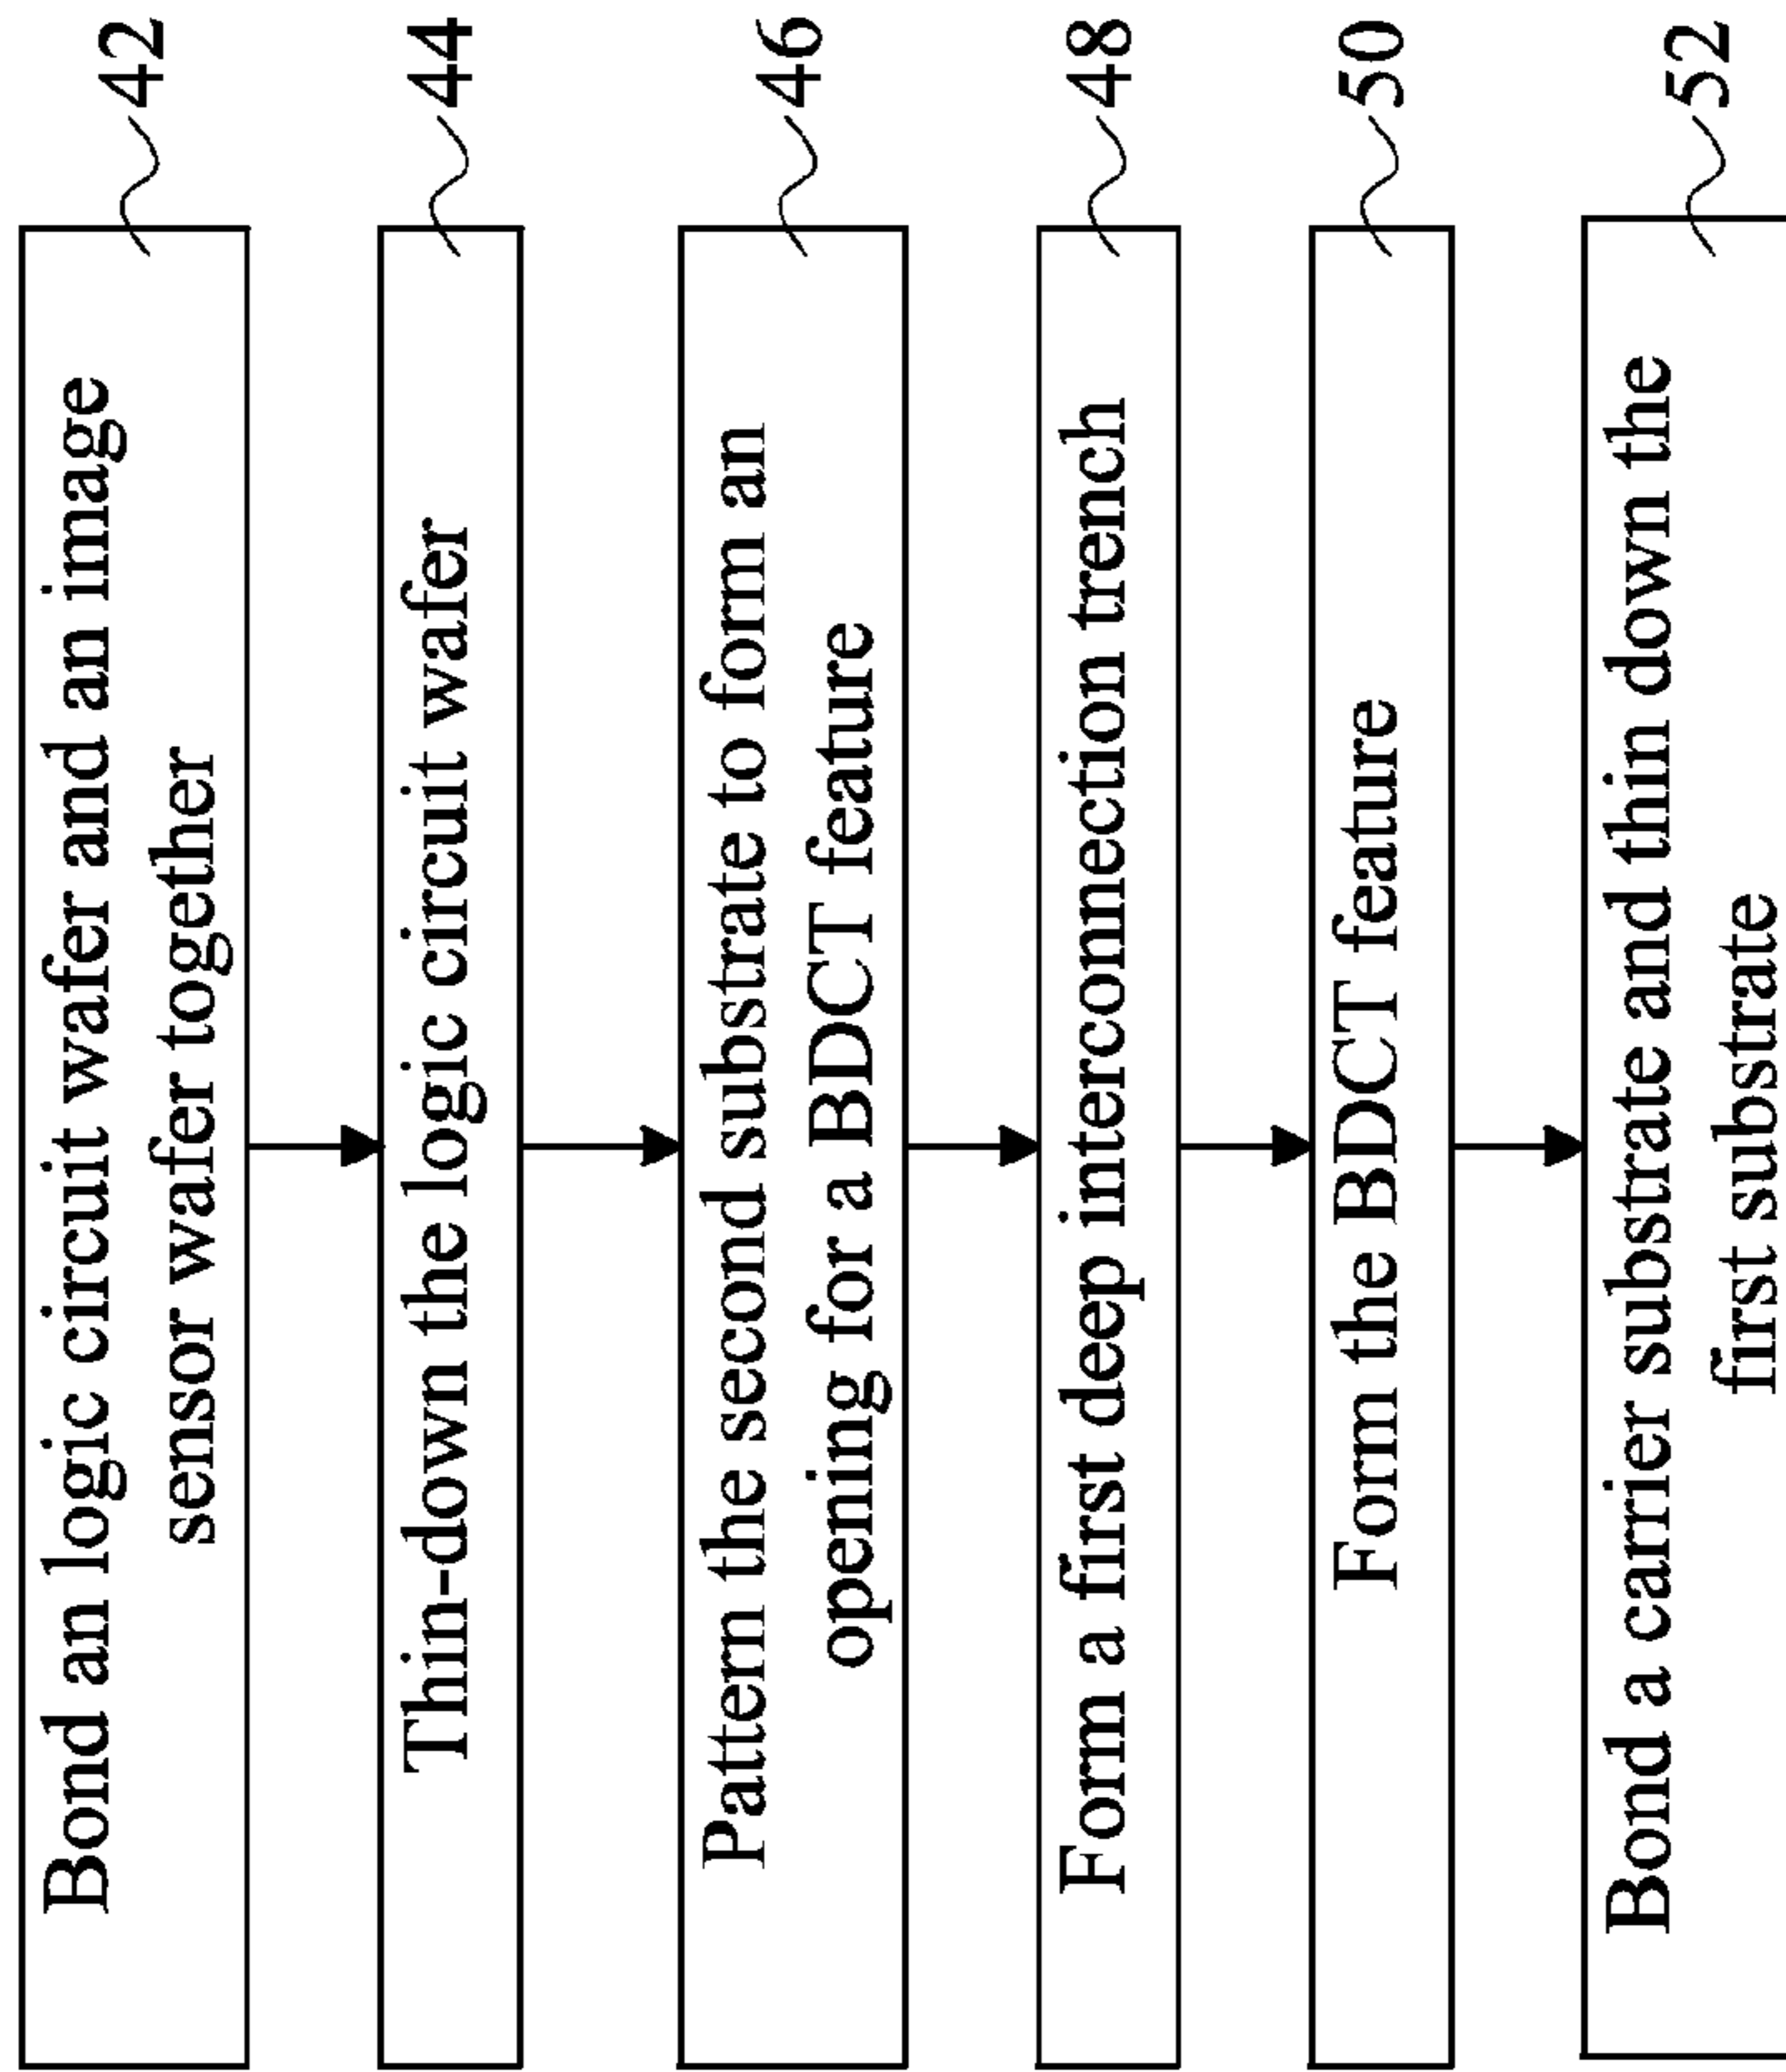 Bond an logic circuit wafer and an image
sensor wafer together
42
Thin-down the logic circuit wafer
44
Pattern the second substrate to form an
opening for a BDCT feature
46
Form a first deep interconnection trench
48
Form the BDCT feature
50
Bond a carrier substrate and thin down the
first substrate
52